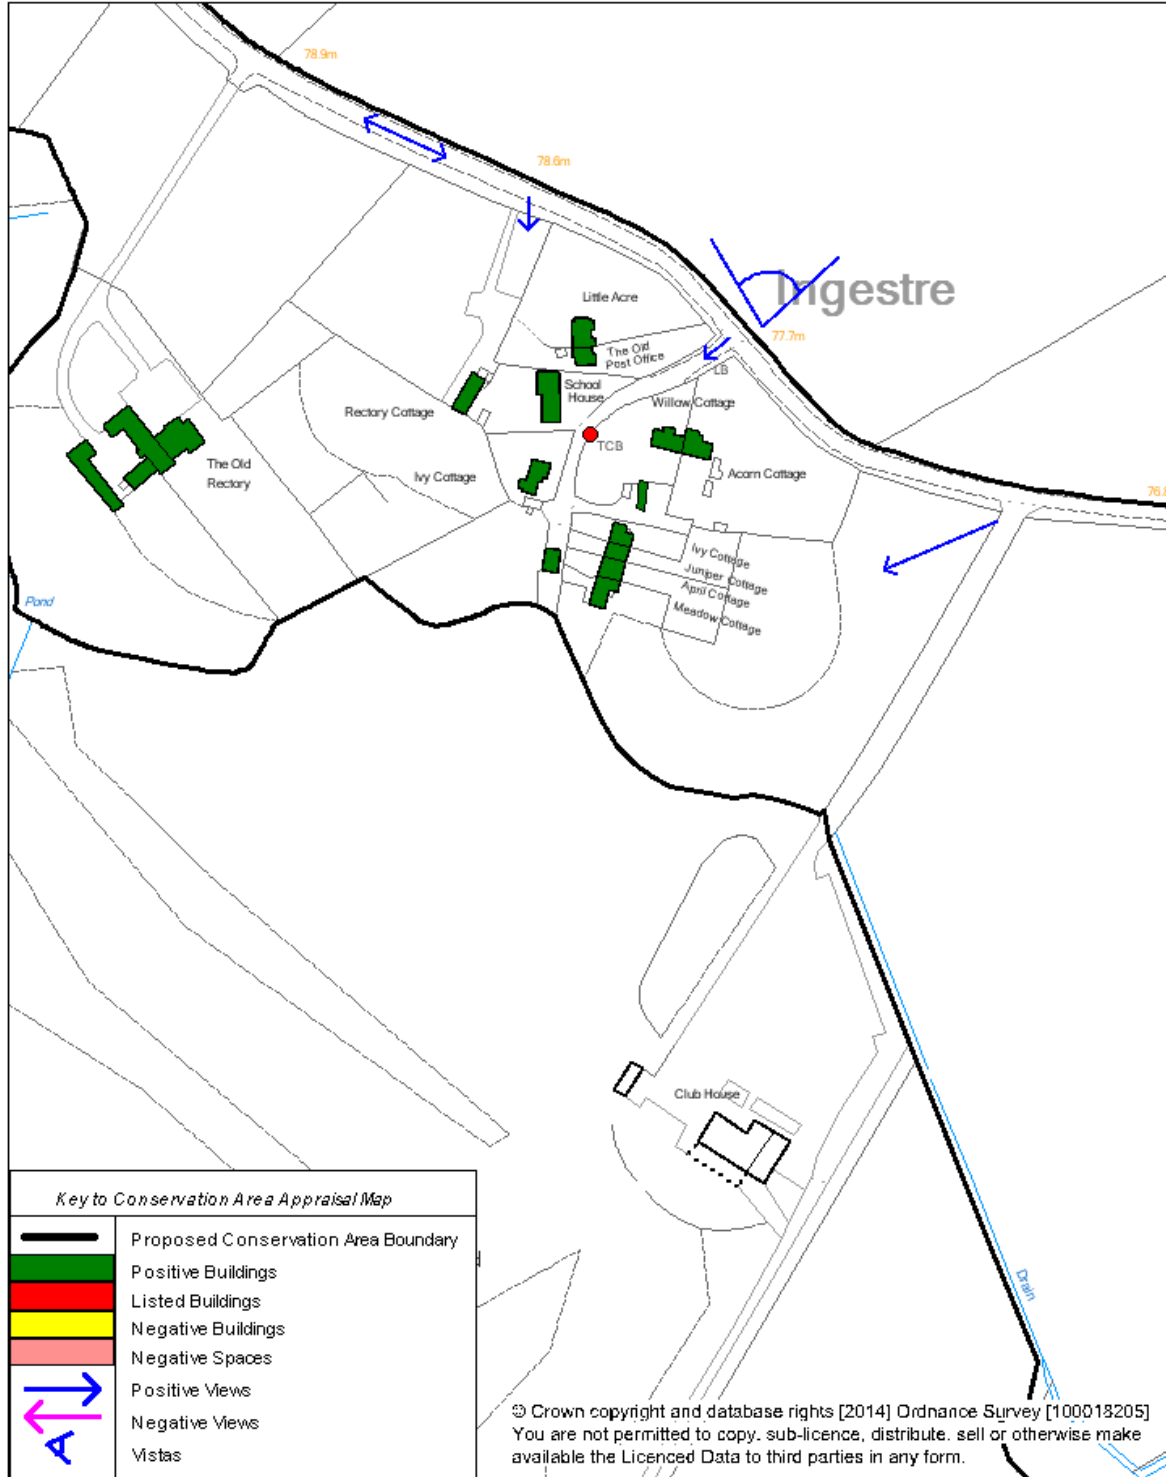 78.9m
78.6m
Ingestre
77.7m
Little Acre
The Old
Post Office
LB
School
House
Willow Cottage
Rectory Cottage
TCB
The Old
Rectory
Ivy Cottage
Acorn Cottage
Ivy Cottage
Juniper Cottage
April Cottage
Meadow Cottage
Pond
Club House
Drain
Key to Conservation Area Appraisal Map
Proposed Conservation Area Boundary
Positive Buildings
Listed Buildings
Negative Buildings
Negative Spaces
Positive Views
Negative Views
Vistas
© Crown copyright and database rights [2014] Ordnance Survey [100018205]
You are not permitted to copy, sub-licence, distribute, sell or otherwise make
available the Licenced Data to third parties in any form.